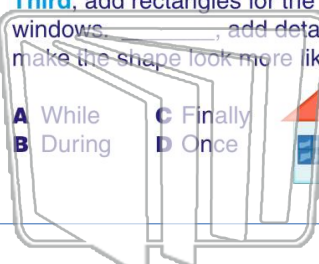 Third, add rectangles for the
windows. ________, add deta
make the shape look more lik
A While C Finally
B During D Once